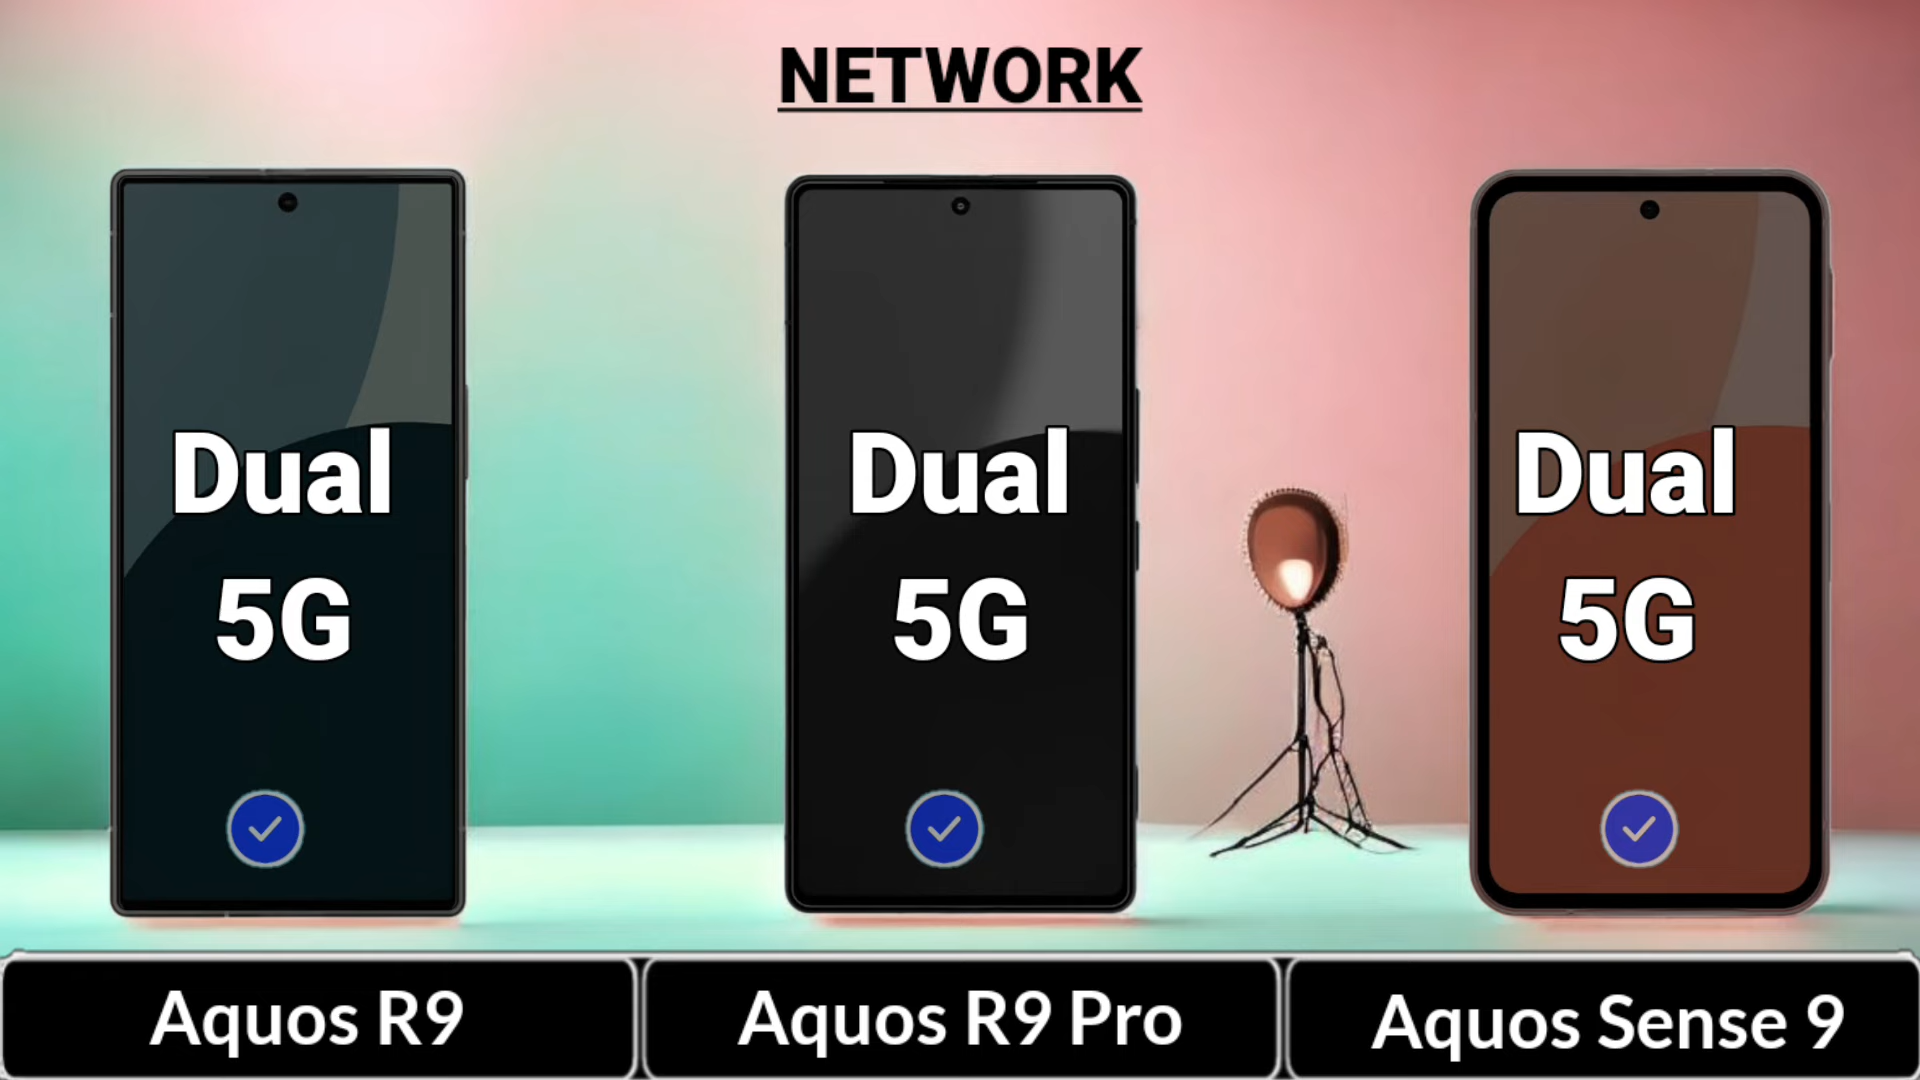 NETWORK
Dual
5G
Dual
5G
Dual
5G
Aquos R9
Aquos R9 Pro
Aquos Sense 9